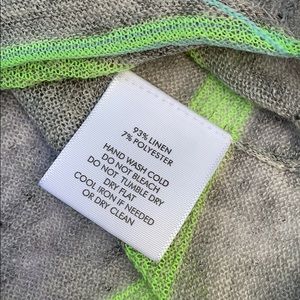 93% LINEN
7% POLYESTER
HAND WASH COLD
DO NOT BLEACH
DO NOT TUMBLE DRY
DRY FLAT
COOL IRON IF NEEDED
OR DRY CLEAN